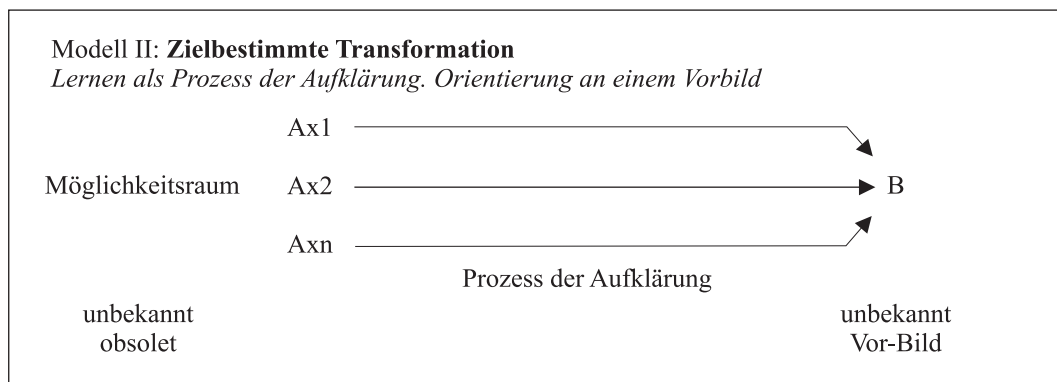 Modell II: Zielbestimmte Transformation
Lernen als Prozess der Aufklärung. Orientierung an einem Vorbild
Ax1
Möglichkeitsraum Ax2 B
Axn
Prozess der Aufklärung
unbekannt unbekannt
obsolet Vor-Bild